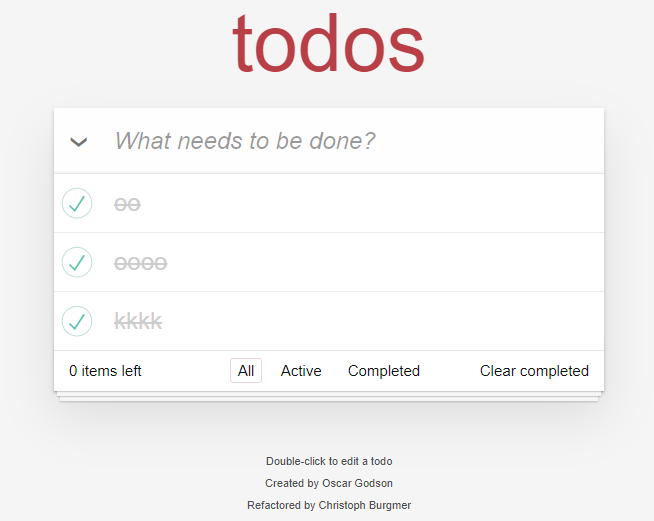 todos
What needs to be done?
oo
oooo
kkkk
0 items left All Active Completed Clear completed
Double-click to edit a todo
Created by Oscar Godson
Refactored by Christoph Burgmer